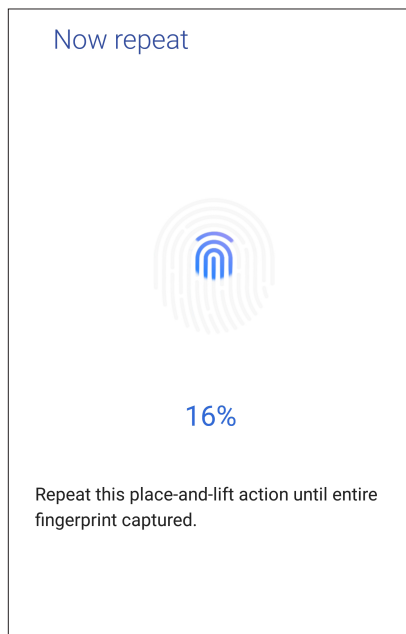 Now repeat
16%
Repeat this place-and-lift action until entire
fingerprint captured.